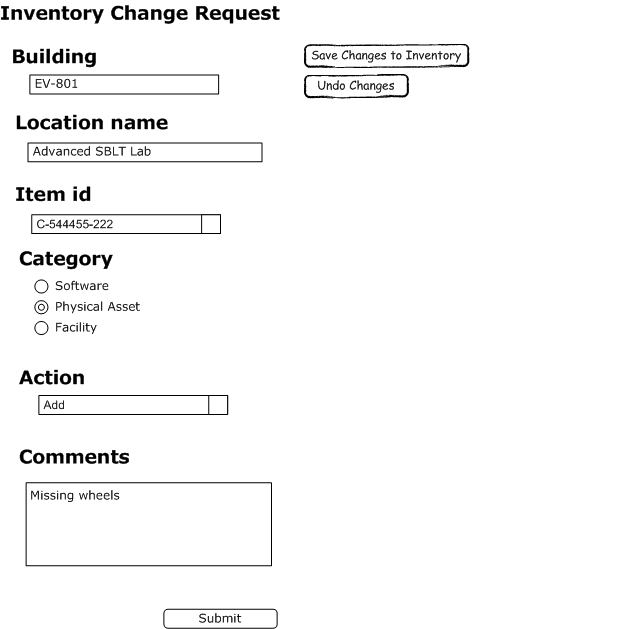 Inventory Change Request
Building
Save Changes to Inventory
EV-801
Undo Changes
Location name
Advanced SBLT Lab
Item id
C-544455-222
Category
Software
Physical Asset
Facility
Action
Add
Comments
Missing wheels
Submit